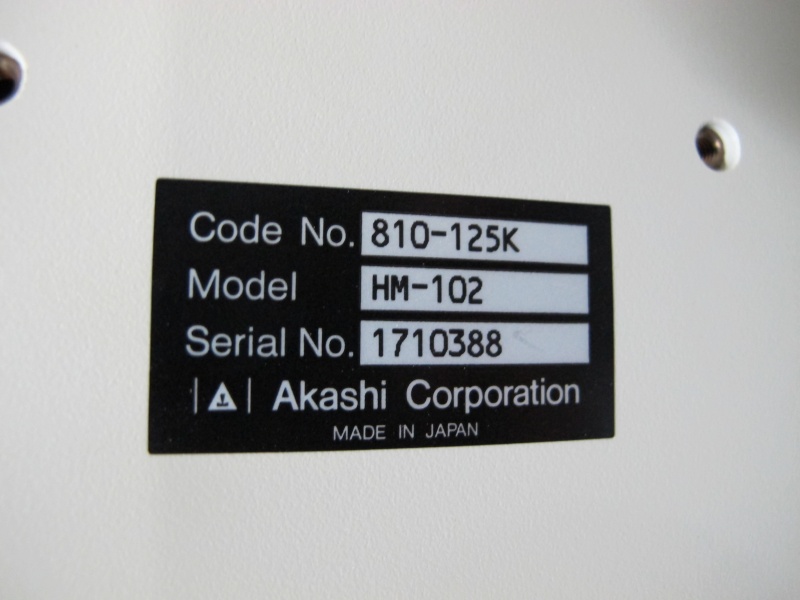 Code No. 810-125K
Model HM-102
Serial No. 1710388
Akashi Corporation
MADE IN JAPAN